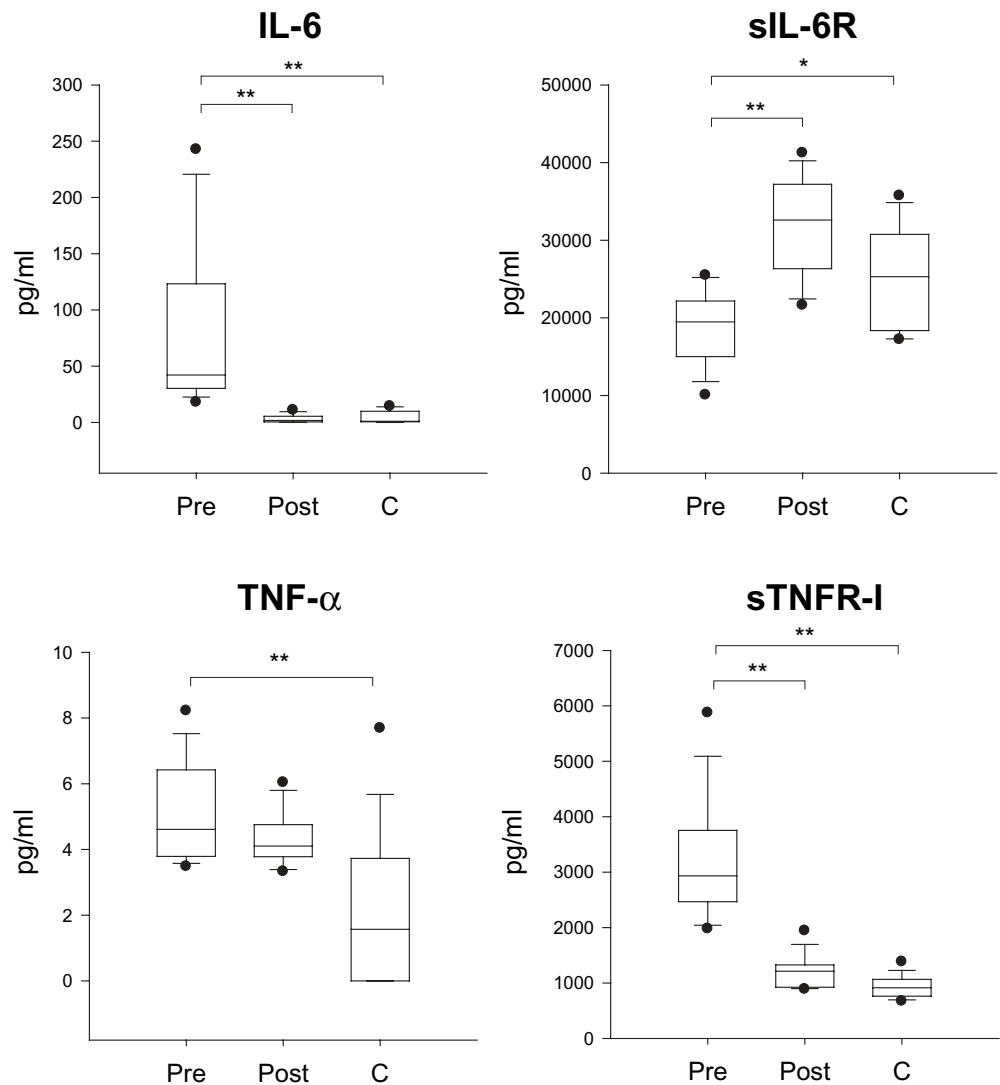 IL-6
**
**
300
250
200
150
100
50
0
pg/ml
Pre Post C
sIL-6R
*
**
50000
40000
30000
20000
10000
0
pg/ml
Pre Post C
TNF-α
**
10
8
6
4
2
0
pg/ml
Pre Post C
sTNFR-I
**
**
7000
6000
5000
4000
3000
2000
1000
0
pg/ml
Pre Post C